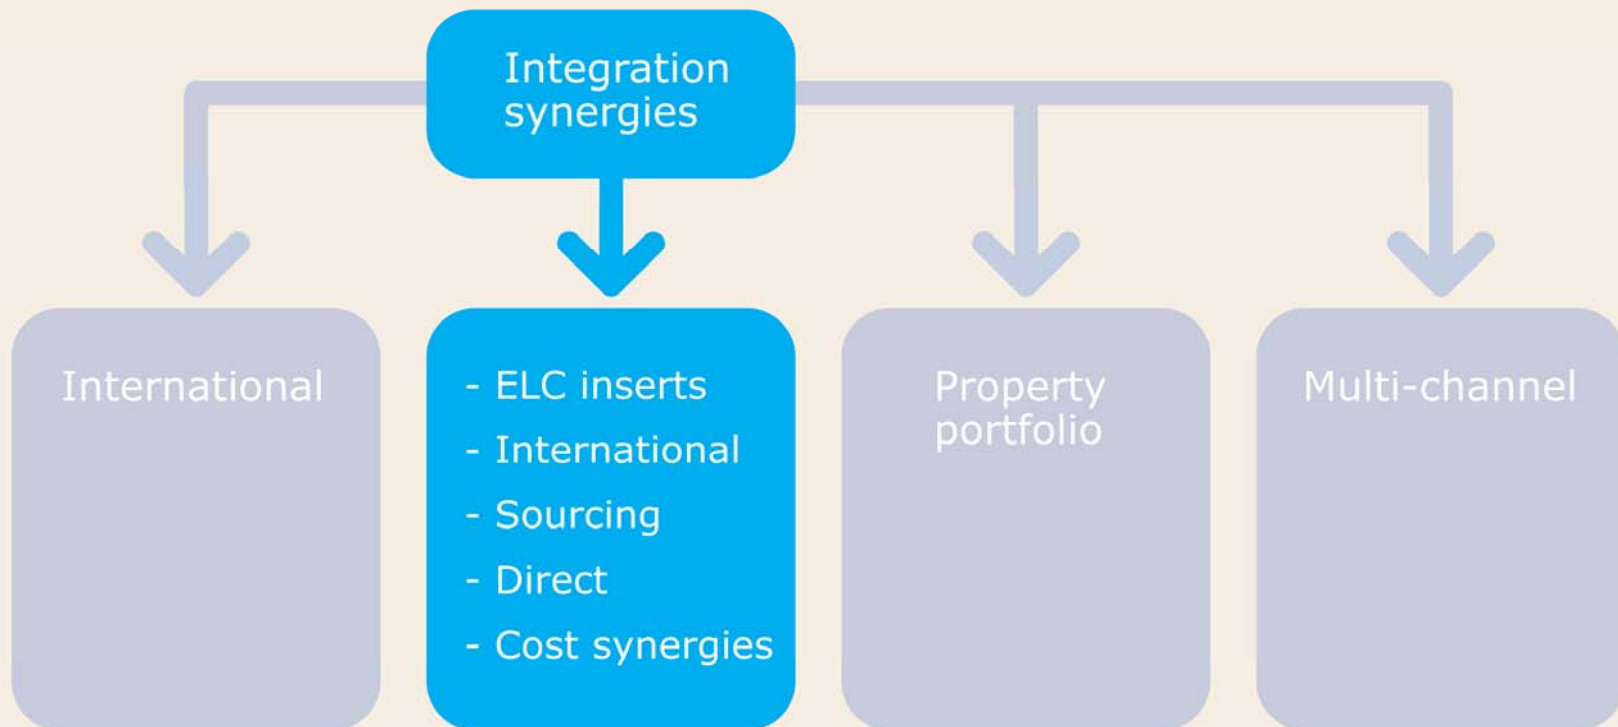 Integration
synergies
International
- ELC inserts
- International
- Sourcing
- Direct
- Cost synergies
Property
portfolio
Multi-channel